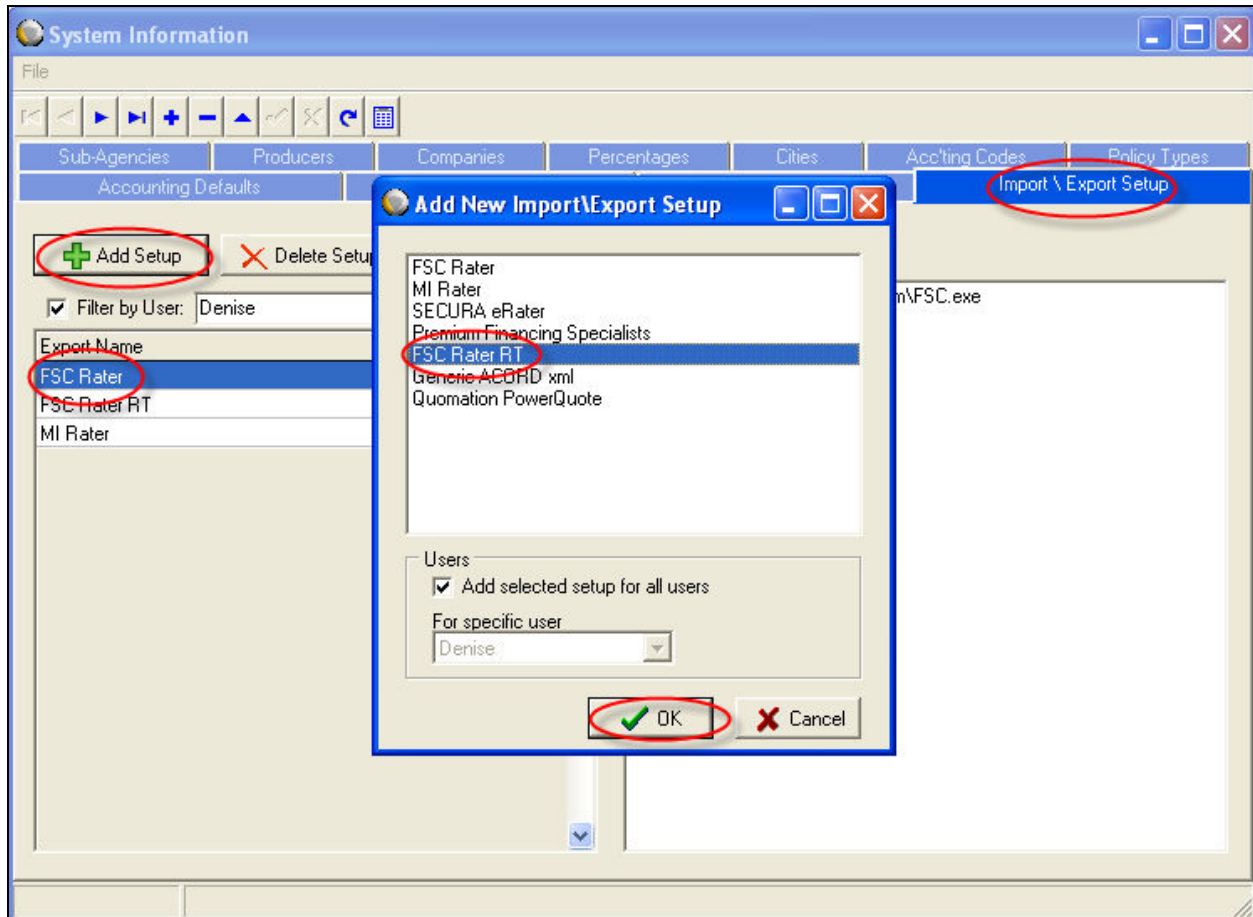 System Information
File
Sub-Agencies Producers Companies Percentages Cities Acc'ting Codes Policy Types
Accounting Defaults Import \ Export Setup
Add Setup Delete Setu
Filter by User: Denise
Export Name
FSC Rater
FSC Rater RT
MI Rater
m\FSC.exe
Add New Import\Export Setup
FSC Rater
MI Rater
SECURA eRater
Premium Financing Specialists
FSC Rater RT
Generic ACORD xml
Quomation PowerQuote
Users
Add selected setup for all users
For specific user
Denise
OK Cancel